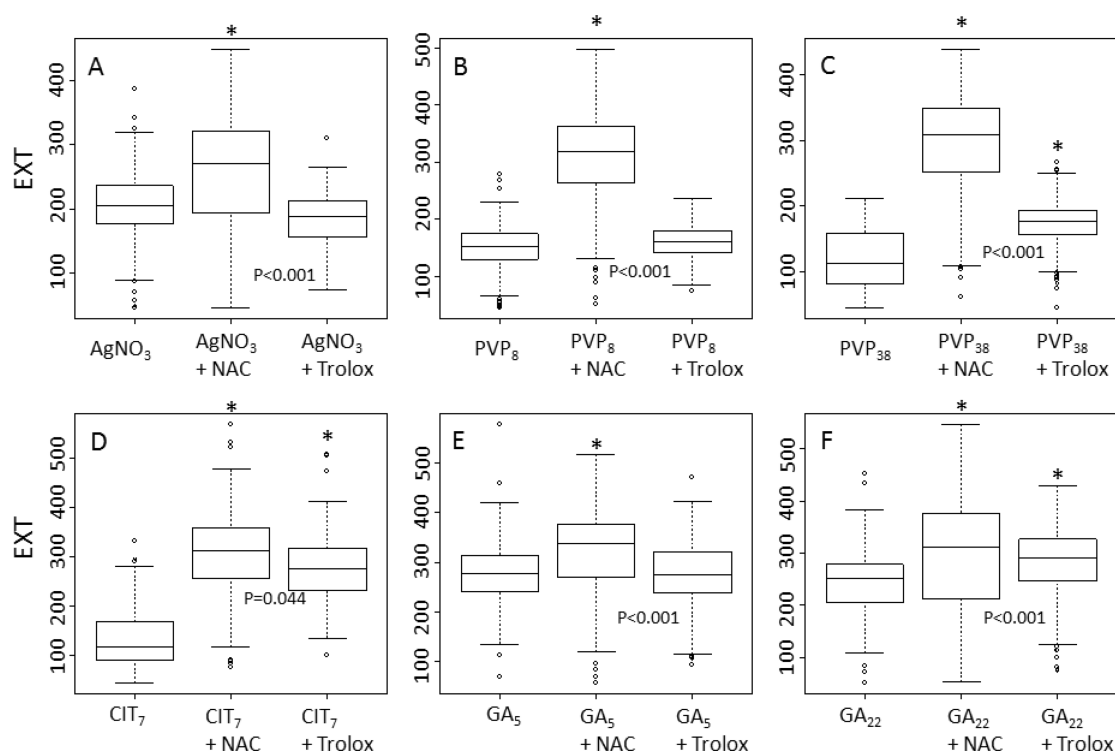 A
*
400
300
200
100
EXT
P<0.001
AgNO₃
AgNO₃
+ NAC
AgNO₃
+ Trolox
B
*
500
400
300
200
100
P<0.001
PVP₈
PVP₈
+ NAC
PVP₈
+ Trolox
C
*
*
400
300
200
100
P<0.001
PVP₃₈
PVP₃₈
+ NAC
PVP₃₈
+ Trolox
D
*
*
500
400
300
200
100
EXT
P=0.044
CIT₇
CIT₇
+ NAC
CIT₇
+ Trolox
E
*
500
400
300
200
100
P<0.001
GA₅
GA₅
+ NAC
GA₅
+ Trolox
F
*
*
500
400
300
200
100
P<0.001
GA₂₂
GA₂₂
+ NAC
GA₂₂
+ Trolox